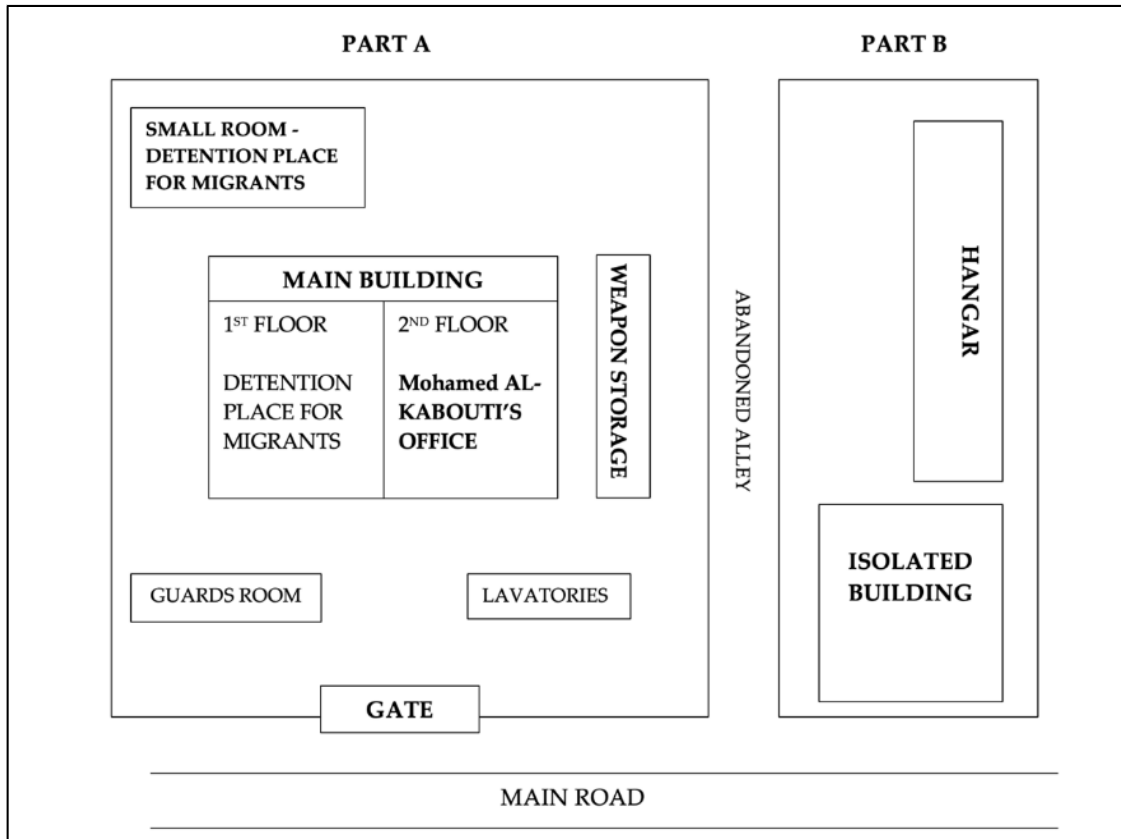 PART A
PART B
SMALL ROOM -
DETENTION PLACE
FOR MIGRANTS
MAIN BUILDING
1ST FLOOR
DETENTION
PLACE FOR
MIGRANTS
2ND FLOOR
Mohamed AL-
KABOUTI'S
OFFICE
WEAPON STORAGE
ABANDONED ALLEY
HANGAR
ISOLATED
BUILDING
GUARDS ROOM
LAVATORIES
GATE
MAIN ROAD